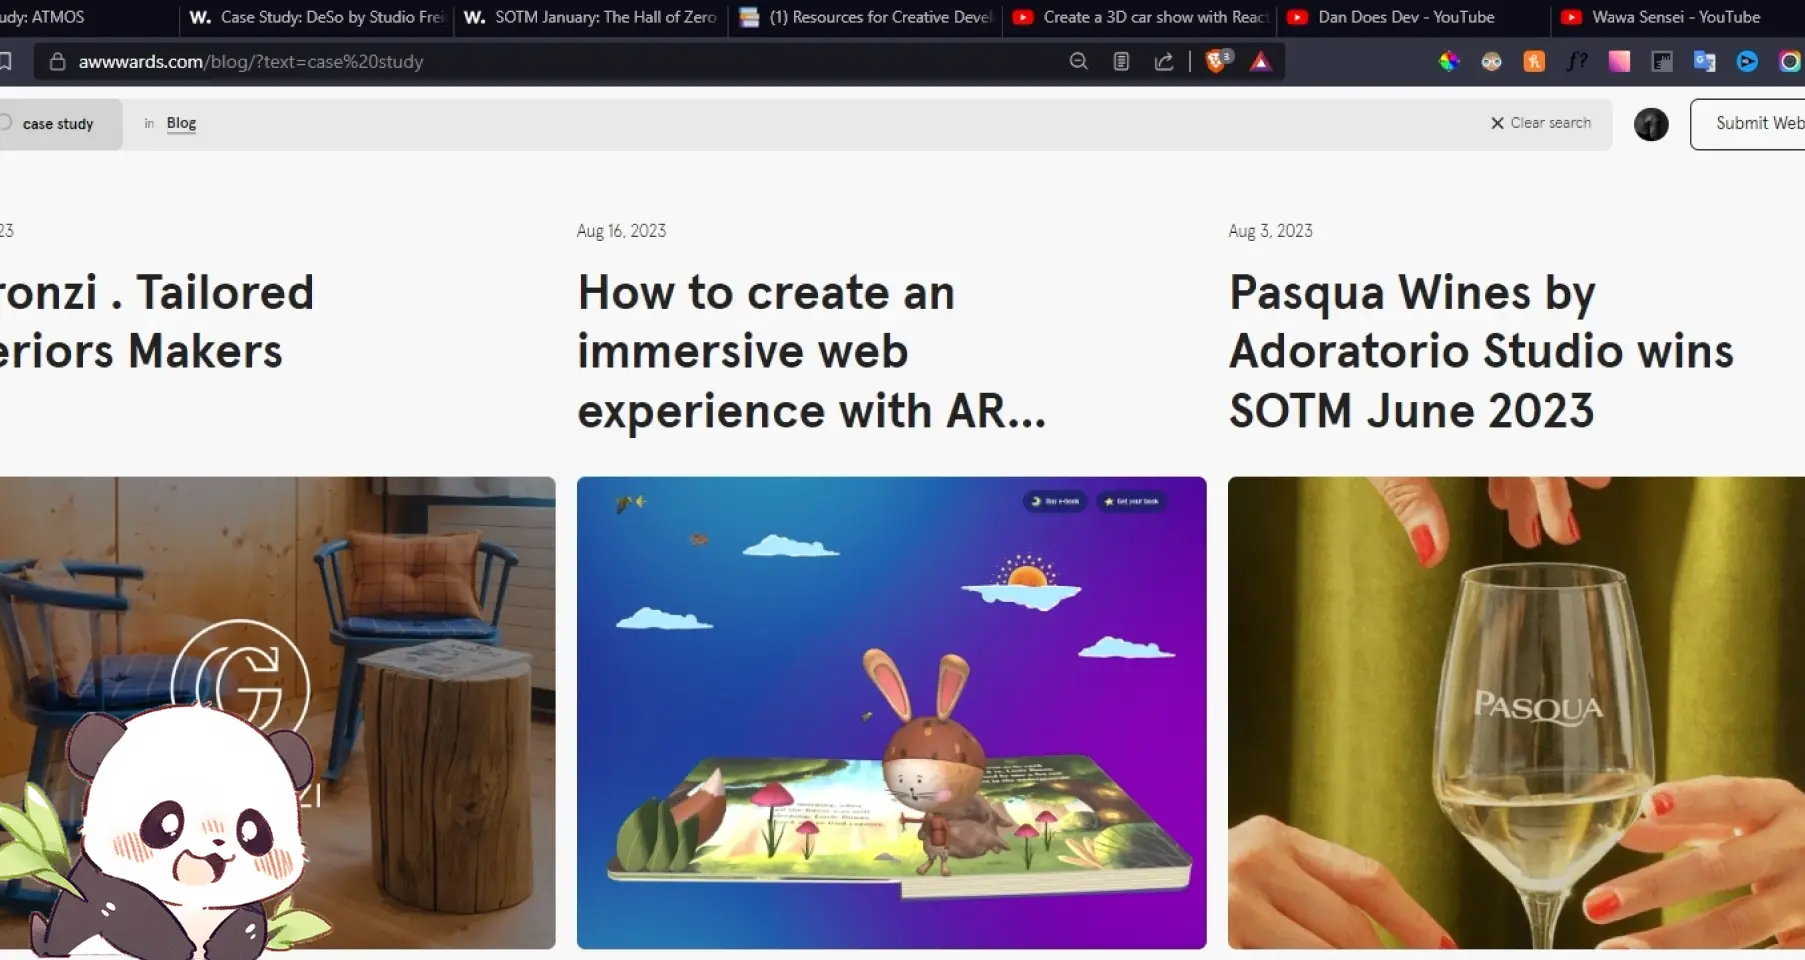 udy: ATMOS
W. Case Study: DeSo by Studio Frei
W. SOTM January: The Hall of Zero
(1) Resources for Creative Devel
Create a 3D car show with React
Dan Does Dev - YouTube
Wawa Sensei - YouTube
awwwards.com/blog/?text=case%20study
3
case study
in Blog
Clear search
Submit Web
23
ronzi . Tailored
eriors Makers
Aug 16, 2023
How to create an
immersive web
experience with AR...
Aug 3, 2023
Pasqua Wines by
Adoratorio Studio wins
SOTM June 2023
G
ZI
Buy e-book
Get your book
PASQUA